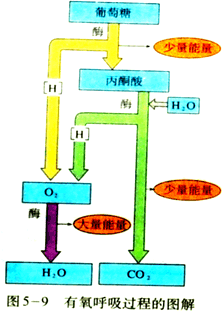 葡萄糖
酶
少量能量
[H]
丙酮酸
酶
H₂O
[H]
O₂
少量能量
酶
大量能量
H₂O
CO₂
图5-9 有氧呼吸过程的图解